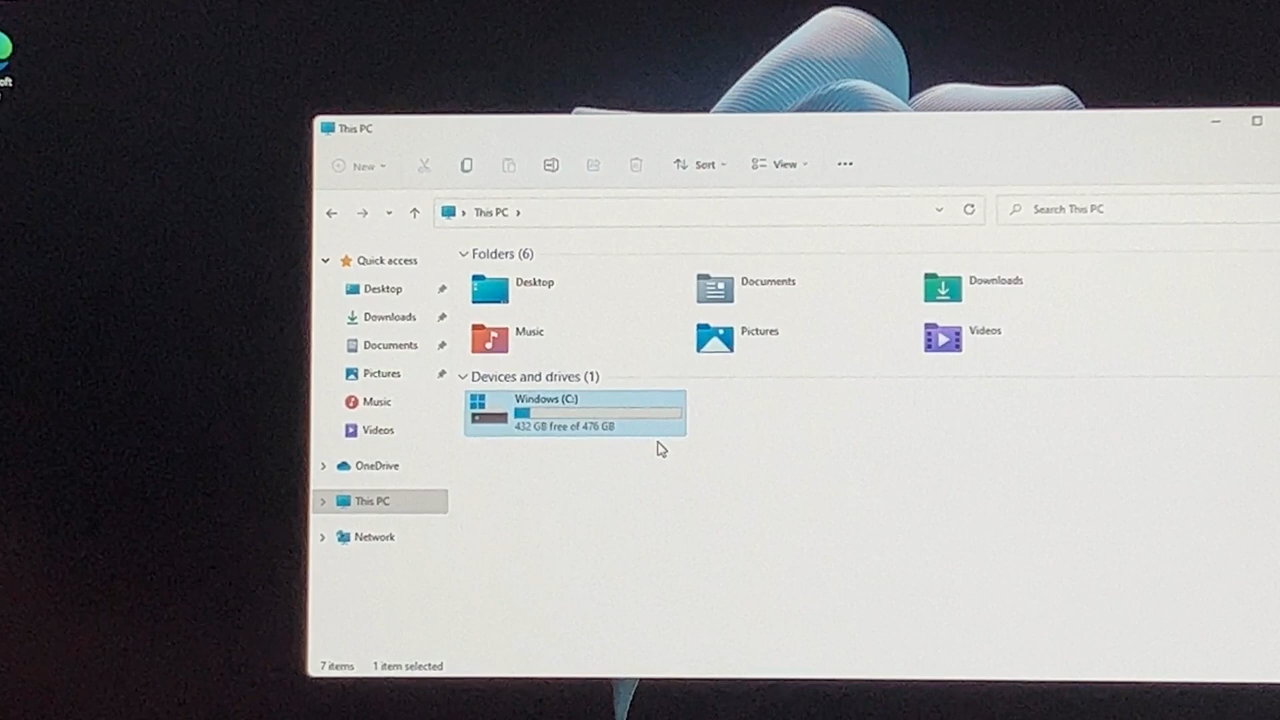 oft
This PC
New
Sort
View
This PC
Search This PC
Quick access
Desktop
Downloads
Documents
Pictures
Music
Videos
OneDrive
This PC
Network
Folders (6)
Desktop
Documents
Downloads
Music
Pictures
Videos
Devices and drives (1)
Windows (C:)
432 GB free of 476 GB
7 items
1 item selected